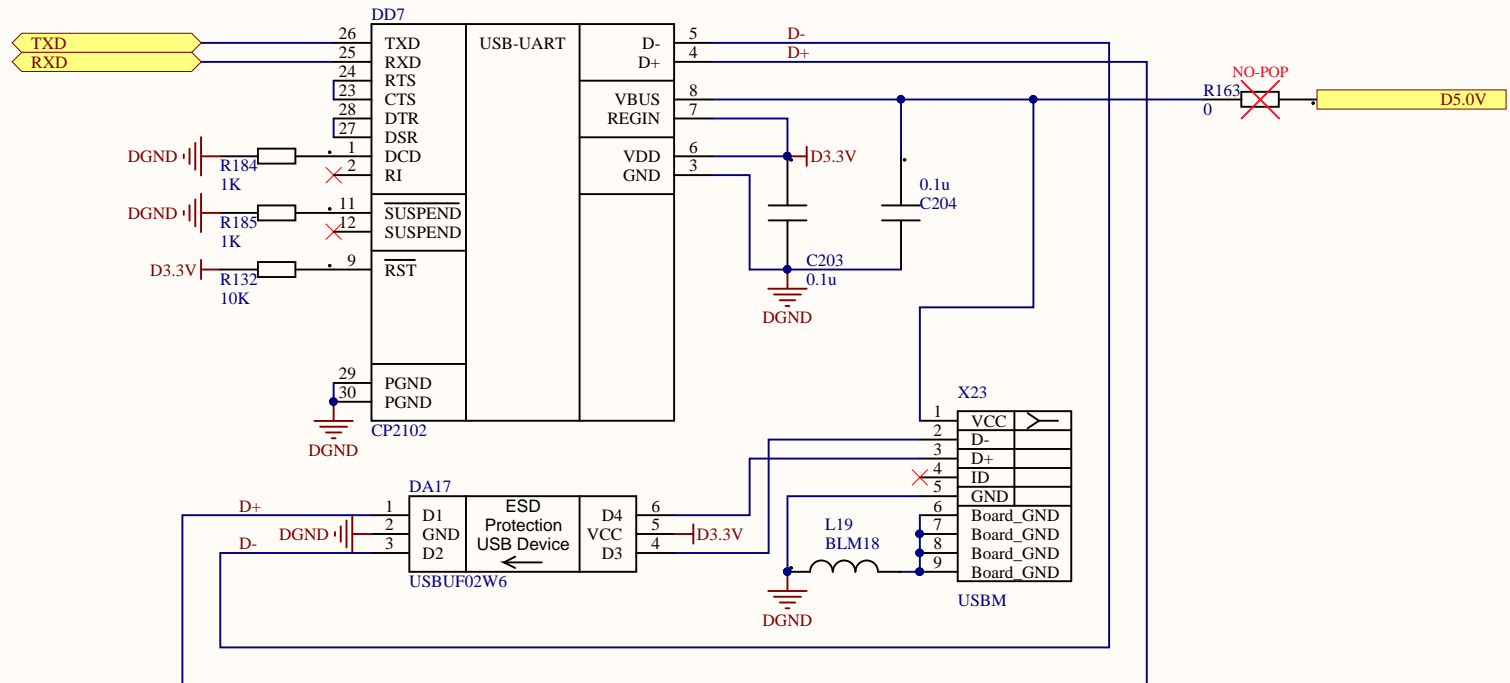 DD7
TXD
RXD
26
25
24
23
28
27
1
2
11
12
9
29
30
TXD
RXD
RTS
CTS
DTR
DSR
DCD
RI
SUSPEND
SUSPEND
RST
PGND
PGND
USB-UART
D-
D+
VBUS
REGIN
VDD
GND
5
4
8
7
6
3
D-
D+
CP2102
DGND
R184
1K
DGND
R185
1K
D3.3V
R132
10K
DGND
D3.3V
0.1u
C204
C203
0.1u
DGND
NO-POP
R163
0
D5.0V
X23
1
2
3
4
5
6
7
8
9
VCC
D-
D+
ID
GND
Board_GND
Board_GND
Board_GND
Board_GND
USBM
L19
BLM18
DGND
DA17
D+
DGND
D-
1
2
3
D1
GND
D2
ESD
Protection
USB Device
D4
VCC
D3
6
5
4
D3.3V
USBUF02W6